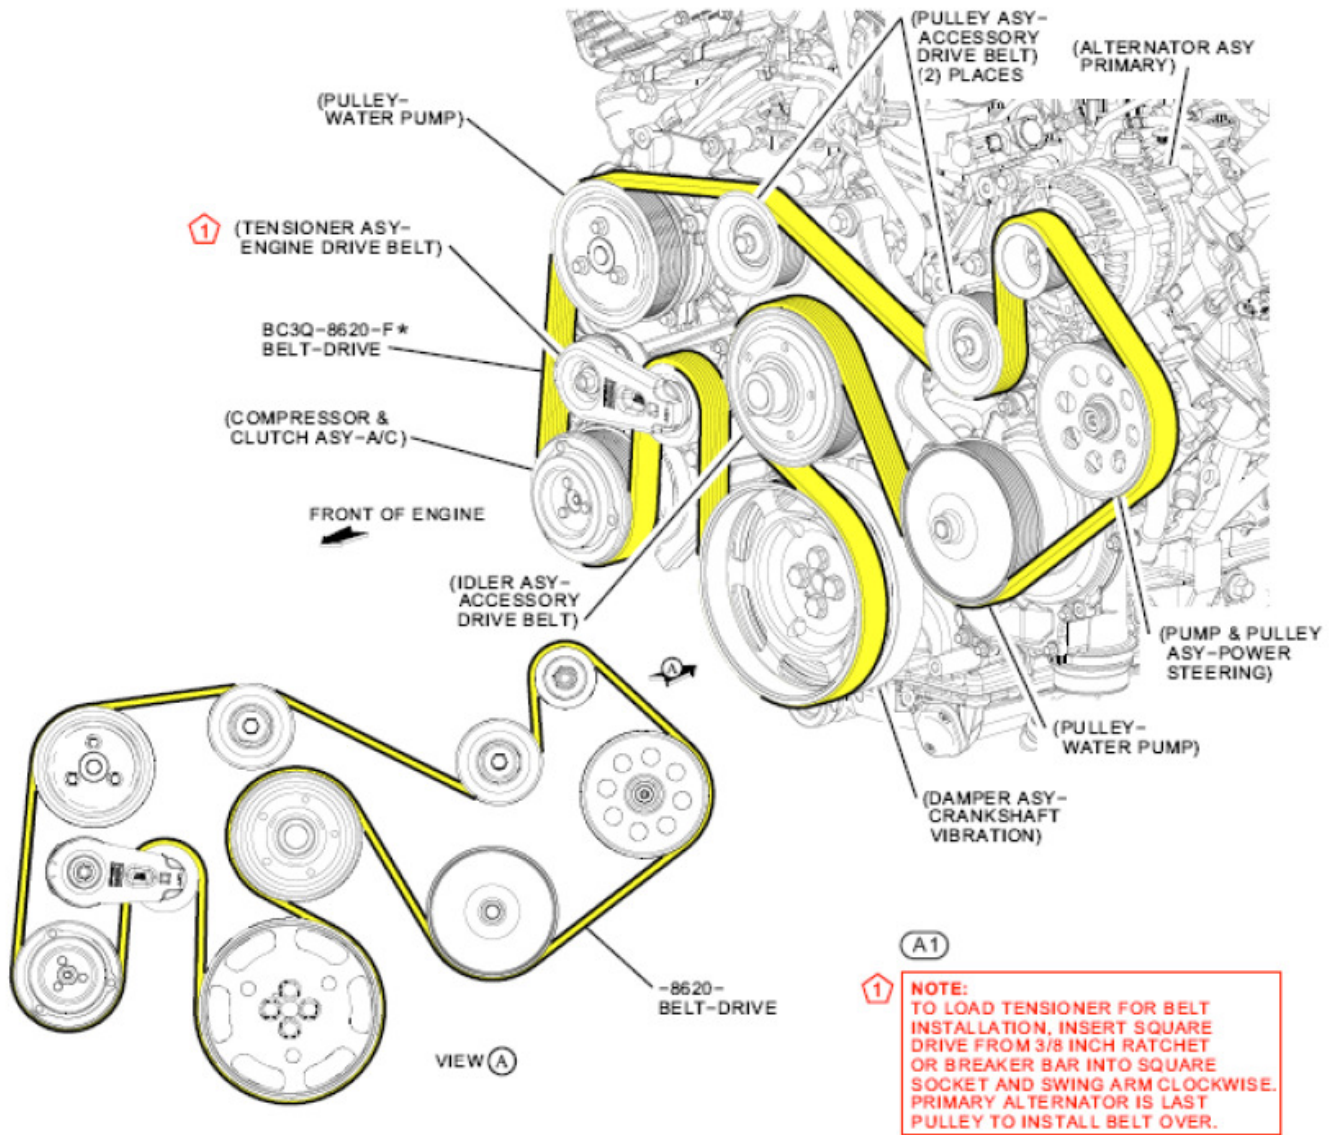 (PULLEY ASY-
ACCESSORY
DRIVE BELT)
(2) PLACES
(ALTERNATOR ASY
PRIMARY)
(PULLEY-
WATER PUMP)
1
(TENSIONER ASY-
ENGINE DRIVE BELT)
BC3Q-8620-F*
BELT-DRIVE
(COMPRESSOR &
CLUTCH ASY-A/C)
FRONT OF ENGINE
(IDLER ASY-
ACCESSORY
DRIVE BELT)
A
(PUMP & PULLEY
ASY-POWER
STEERING)
(PULLEY-
WATER PUMP)
(DAMPER ASY-
CRANKSHAFT
VIBRATION)
-8620-
BELT-DRIVE
VIEW A
A1
1
NOTE:
TO LOAD TENSIONER FOR BELT
INSTALLATION, INSERT SQUARE
DRIVE FROM 3/8 INCH RATCHET
OR BREAKER BAR INTO SQUARE
SOCKET AND SWING ARM CLOCKWISE.
PRIMARY ALTERNATOR IS LAST
PULLEY TO INSTALL BELT OVER.